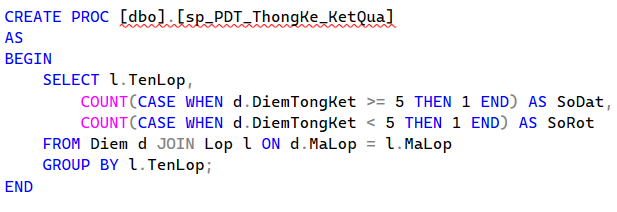 CREATE PROC [dbo].[sp_PDT_ThongKe_KetQua]
AS
BEGIN
    SELECT l.TenLop,
        COUNT(CASE WHEN d.DiemTongKet >= 5 THEN 1 END) AS SoDat,
        COUNT(CASE WHEN d.DiemTongKet < 5 THEN 1 END) AS SoRot
    FROM Diem d JOIN Lop l ON d.MaLop = l.MaLop
    GROUP BY l.TenLop;
END